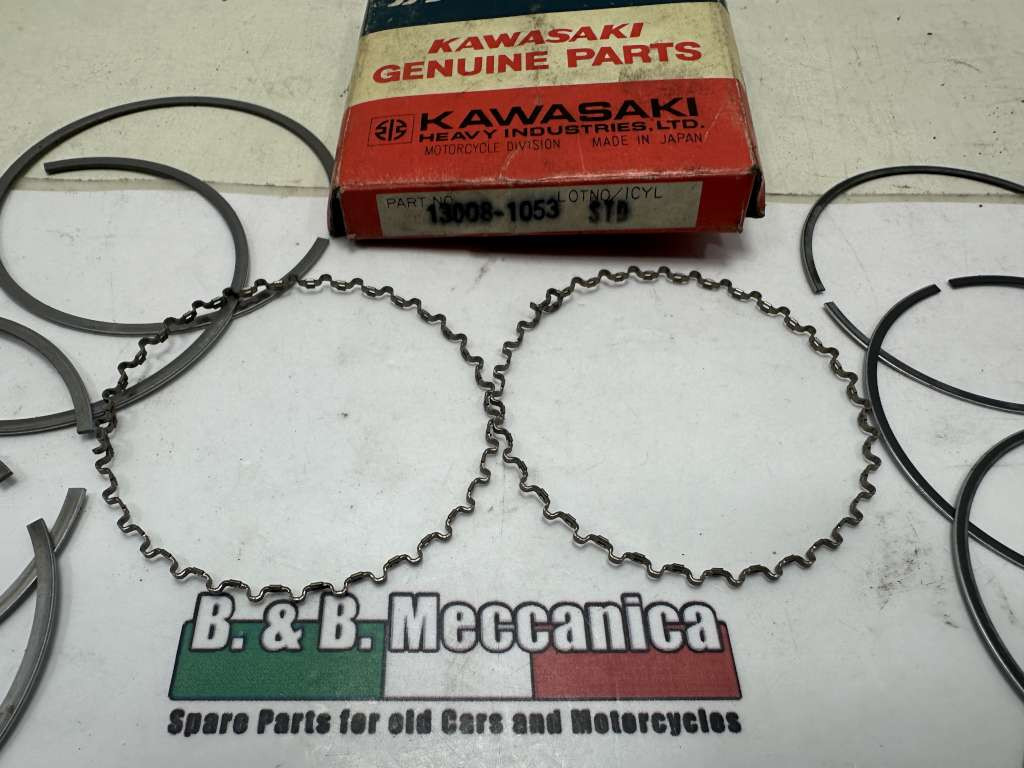 KAWASAKI
GENUINE PARTS
KAWASAKI
HEAVY INDUSTRIES, LTD.
MOTORCYCLE DIVISION MADE IN JAPAN
PART NO. LOTNO/ICYL
13008-1053 STD
B. & B. Meccanica
Spare Parts for old Cars and Motorcycles